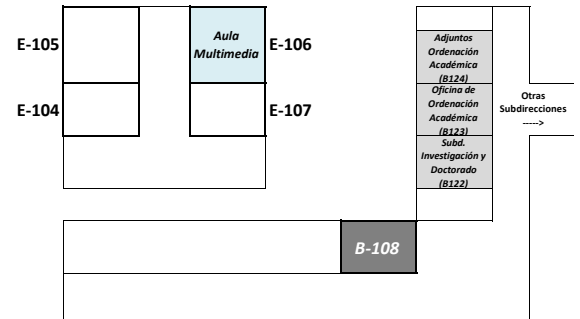 E-105
Aula
Multimedia
E-106
E-104
E-107
Adjuntos
Ordenación
Académica
(B124)
Oficina de
Ordenación
Académica
(B123)
Subd.
Investigación y
Doctorado
(B122)
Otras
Subdirecciones
----->
B-108